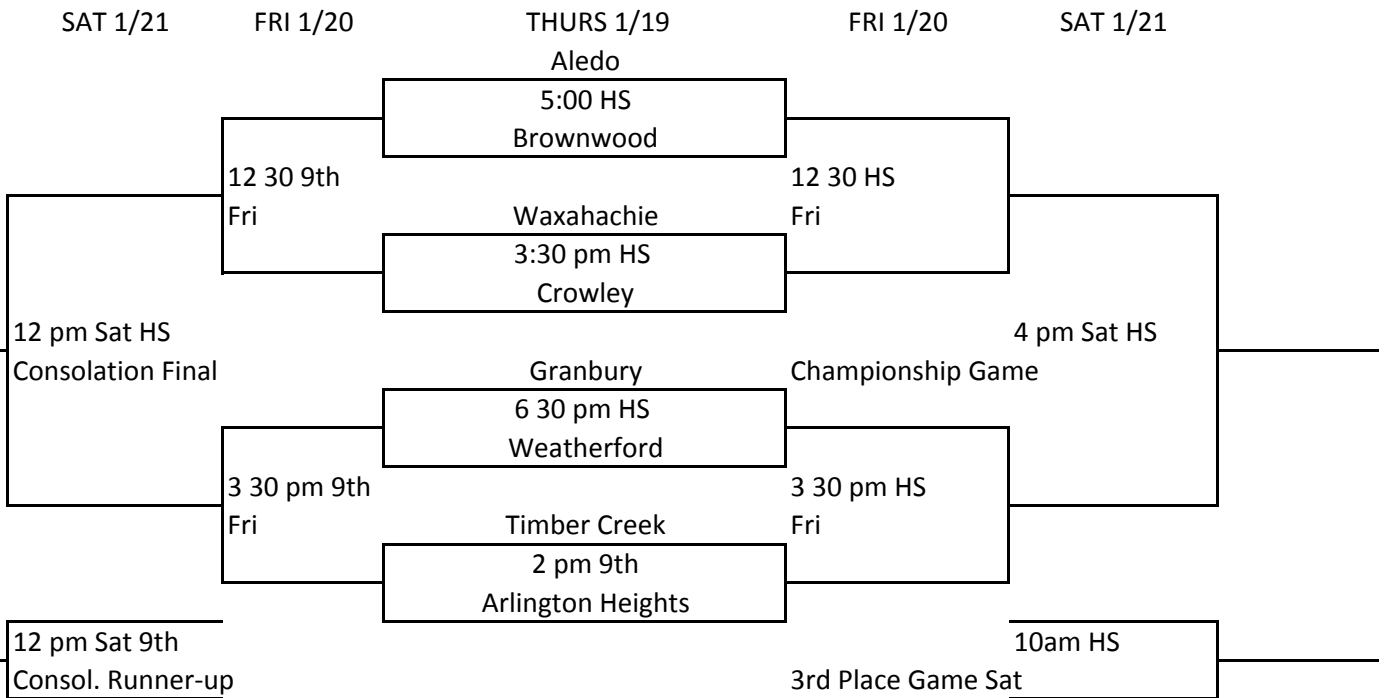 SAT 1/21 FRI 1/20 THURS 1/19 FRI 1/20 SAT 1/21
Aledo
5:00 HS
Brownwood
12 30 9th 12 30 HS
Fri Waxahachie Fri
3:30 pm HS
Crowley
12 pm Sat HS 4 pm Sat HS
Consolation Final Granbury Championship Game
6 30 pm HS
Weatherford
3 30 pm 9th 3 30 pm HS
Fri Timber Creek Fri
2 pm 9th
Arlington Heights
12 pm Sat 9th 10am HS
Consol. Runner-up 3rd Place Game Sat